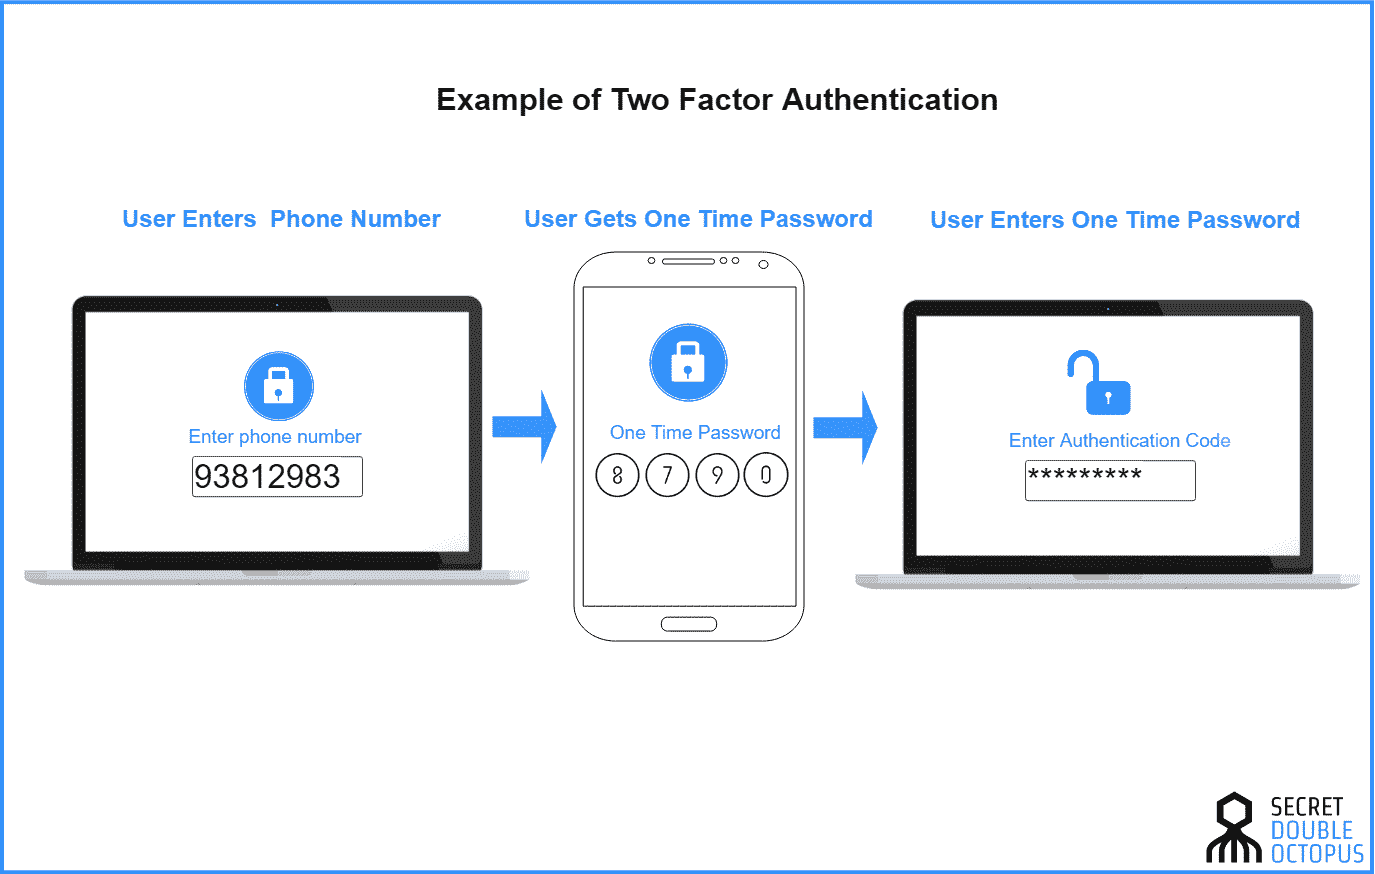 Example of Two Factor Authentication
User Enters  Phone Number
User Gets One Time Password
User Enters One Time Password
Enter phone number
93812983
One Time Password
8 7 9 0
Enter Authentication Code
*********
SECRET
DOUBLE
OCTOPUS